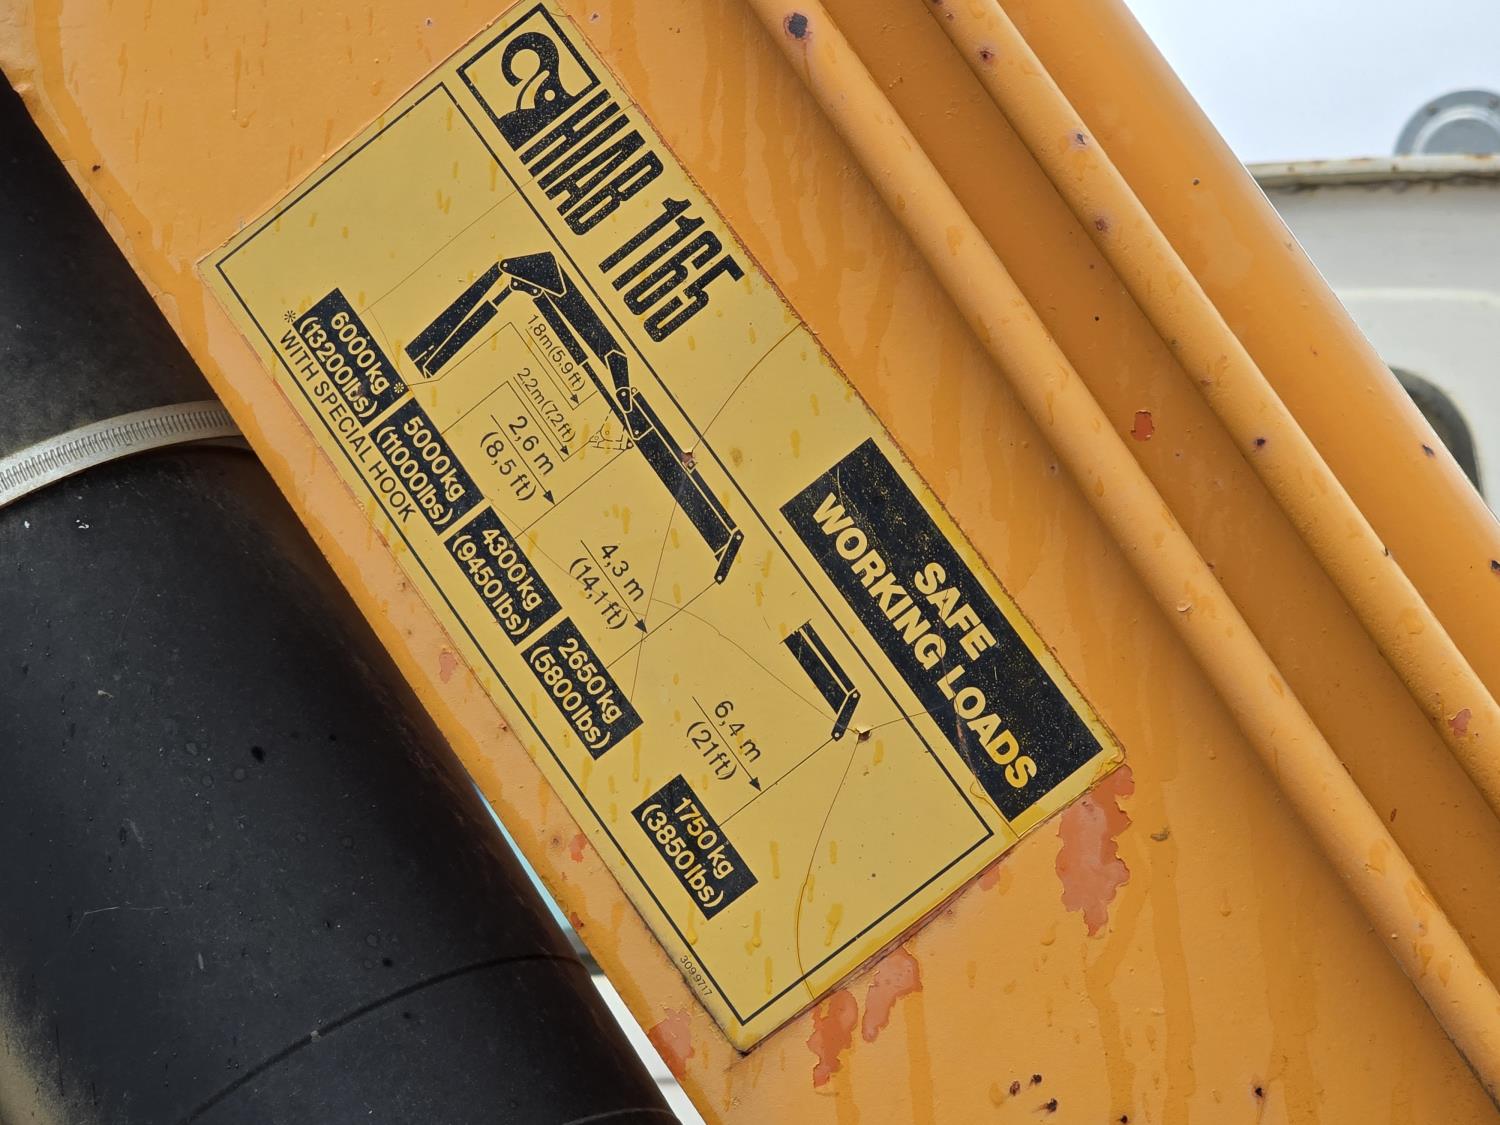 HIAB 1165
1,8m(5,9ft)
2,2m(7,2ft)
2,6 m
(8,5 ft)
4,3 m
(14,1ft)
6,4 m
(21ft)
6000kg*
(13200lbs)
*WITH SPECIAL HOOK
5000kg
(11000lbs)
4300kg
(9450lbs)
2650kg
(5800lbs)
1750kg
(3850lbs)
SAFE
WORKING LOADS
3099717